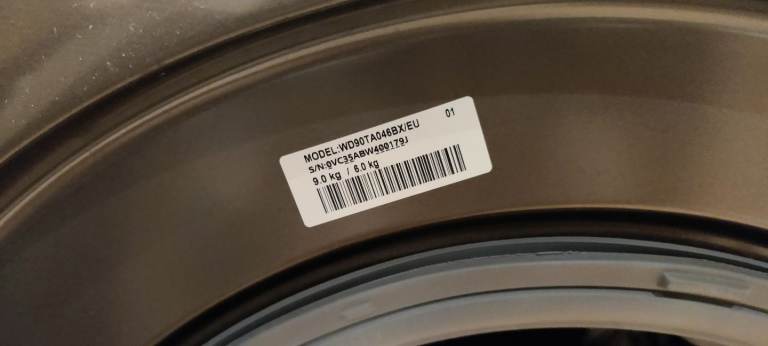 01
MODEL:WD90TA046BX/EU
S/N:0VC35ABW400179J
9.0 kg / 6.0 kg